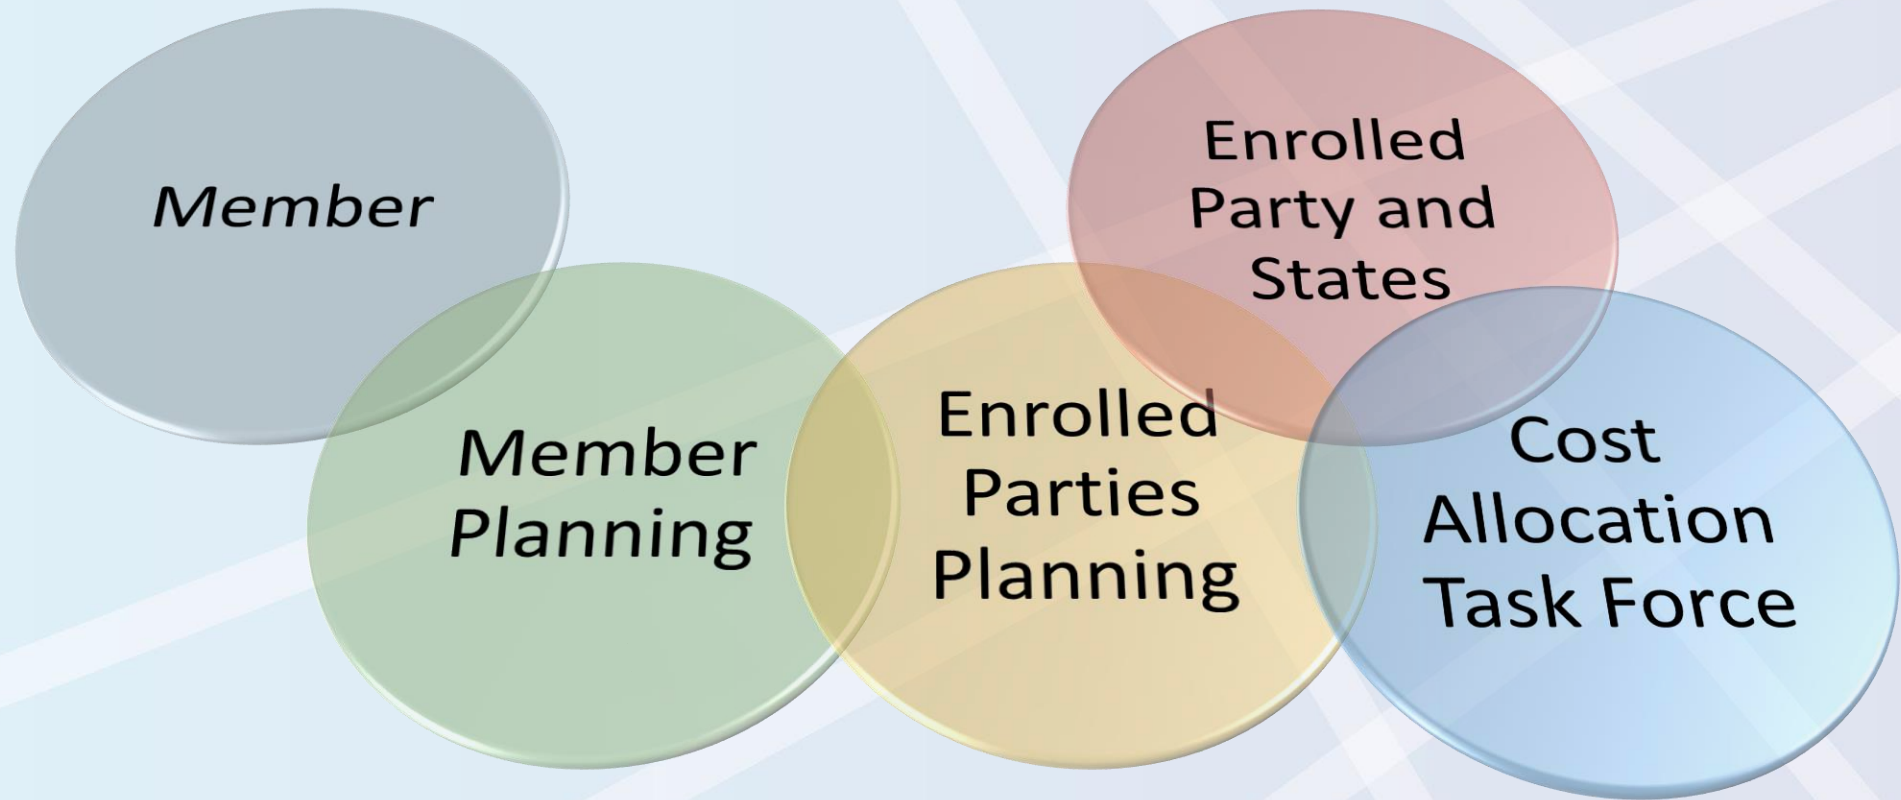 Member
Member
Planning
Enrolled
Parties
Planning
Enrolled
Party and
States
Cost
Allocation
Task Force